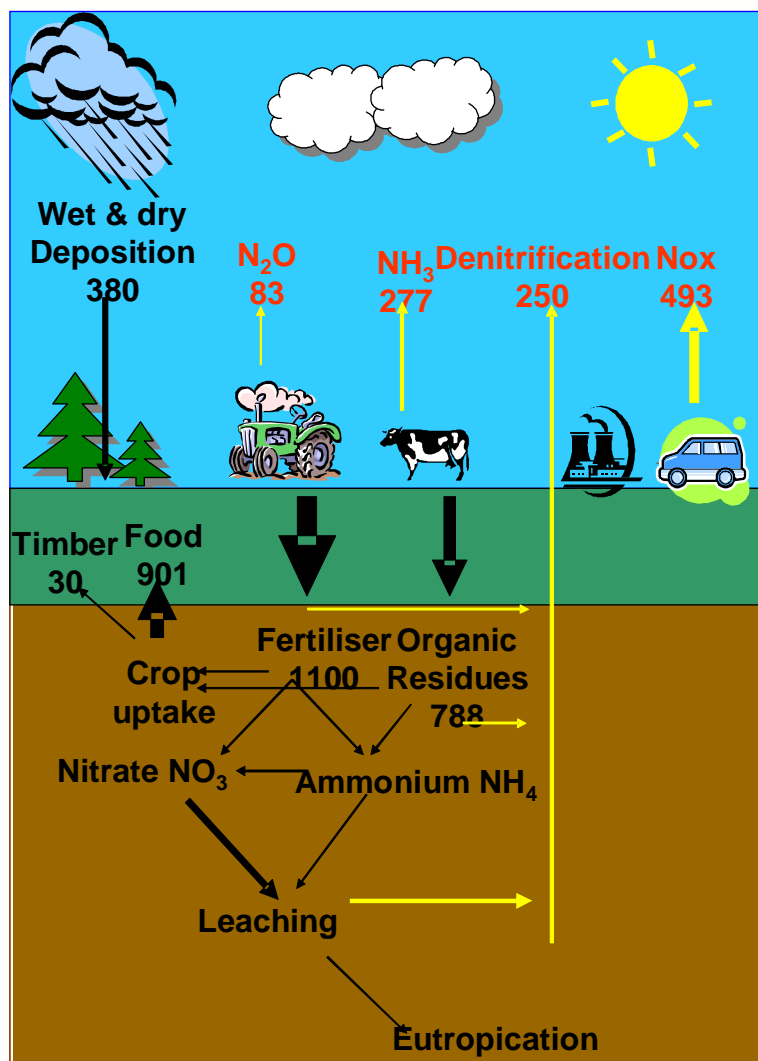 Wet & dry
Deposition
380
N₂O
83
NH₃
277
Denitrification
250
Nox
493
Timber
30
Food
901
Fertiliser
1100
Organic
Residues
788
Crop
uptake
Nitrate NO₃
Ammonium NH₄
Leaching
Eutropication